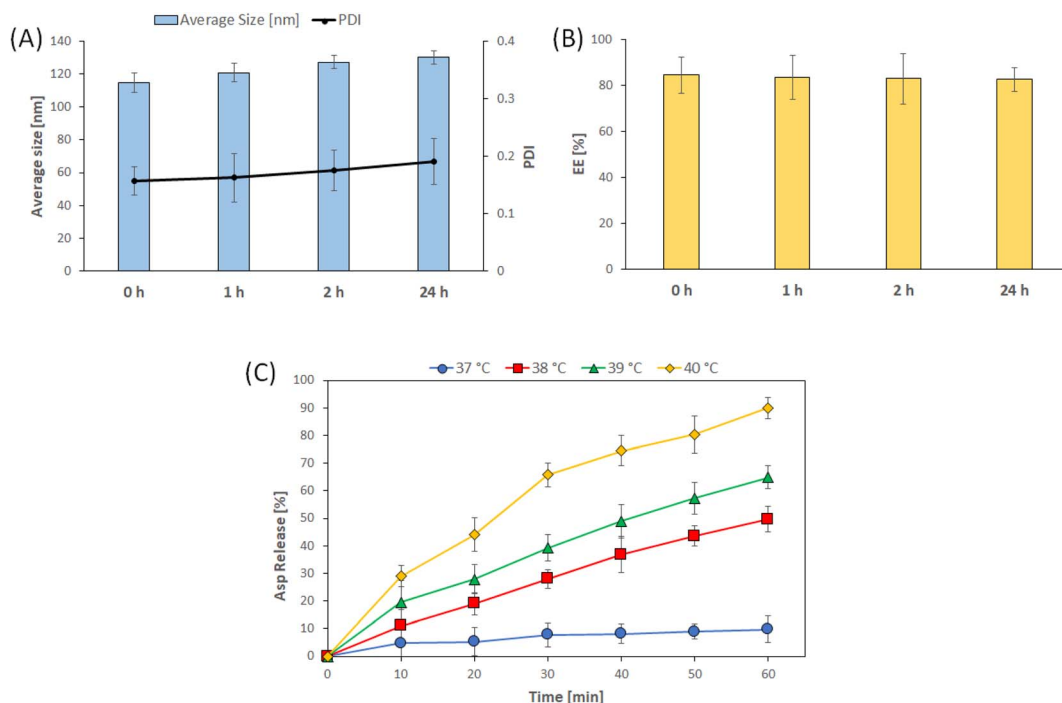 (A)
Average Size [nm] PDI
140
120
100
80
60
40
20
0
Average size [nm]
0.4
0.3
0.2
0.1
0
PDI
0 h 1 h 2 h 24 h
(B)
100
80
60
40
20
0
EE [%]
0 h 1 h 2 h 24 h
(C)
37 °C 38 °C 39 °C 40 °C
100
90
80
70
60
50
40
30
20
10
0
Asp Release [%]
0 10 20 30 40 50 60
Time [min]